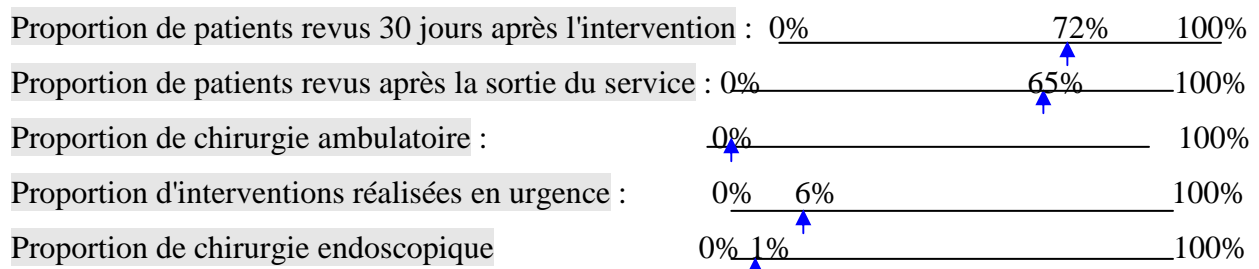 Proportion de patients revus 30 jours après l'intervention : 0% 72% 100%
Proportion de patients revus après la sortie du service : 0% 65% 100%
Proportion de chirurgie ambulatoire : 0% 100%
Proportion d'interventions réalisées en urgence : 0% 6% 100%
Proportion de chirurgie endoscopique 0% 1% 100%